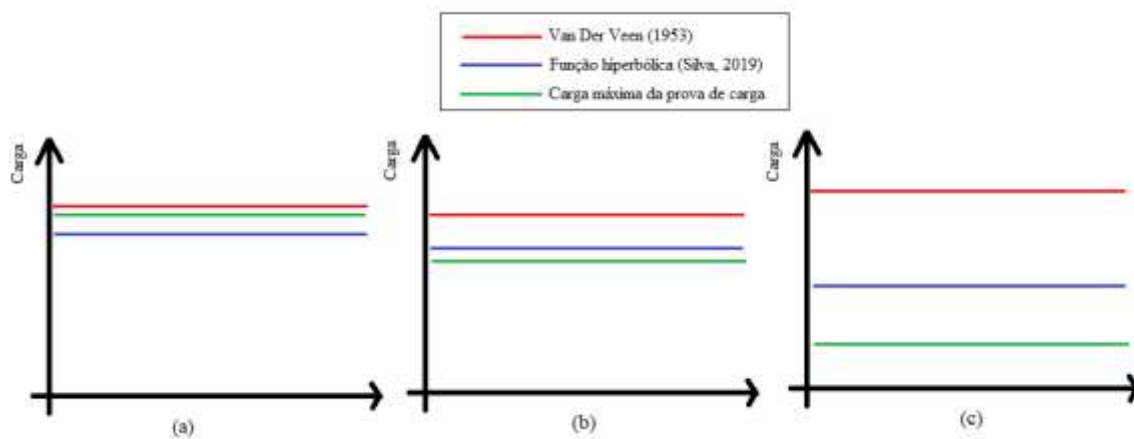 Van Der Veen (1953)
Função hiperbólica (Silva, 2019)
Carga máxima da prova de carga
Carga
Carga
Carga
(a)
(b)
(c)